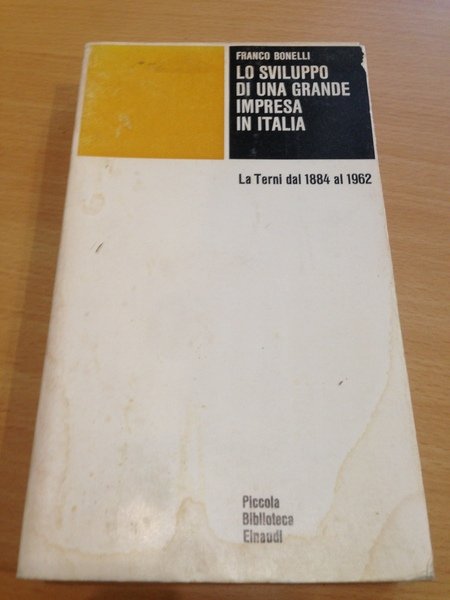 FRANCO BONELLI
LO SVILUPPO
DI UNA GRANDE
IMPRESA
IN ITALIA
La Terni dal 1884 al 1962
Piccola
Biblioteca
Einaudi